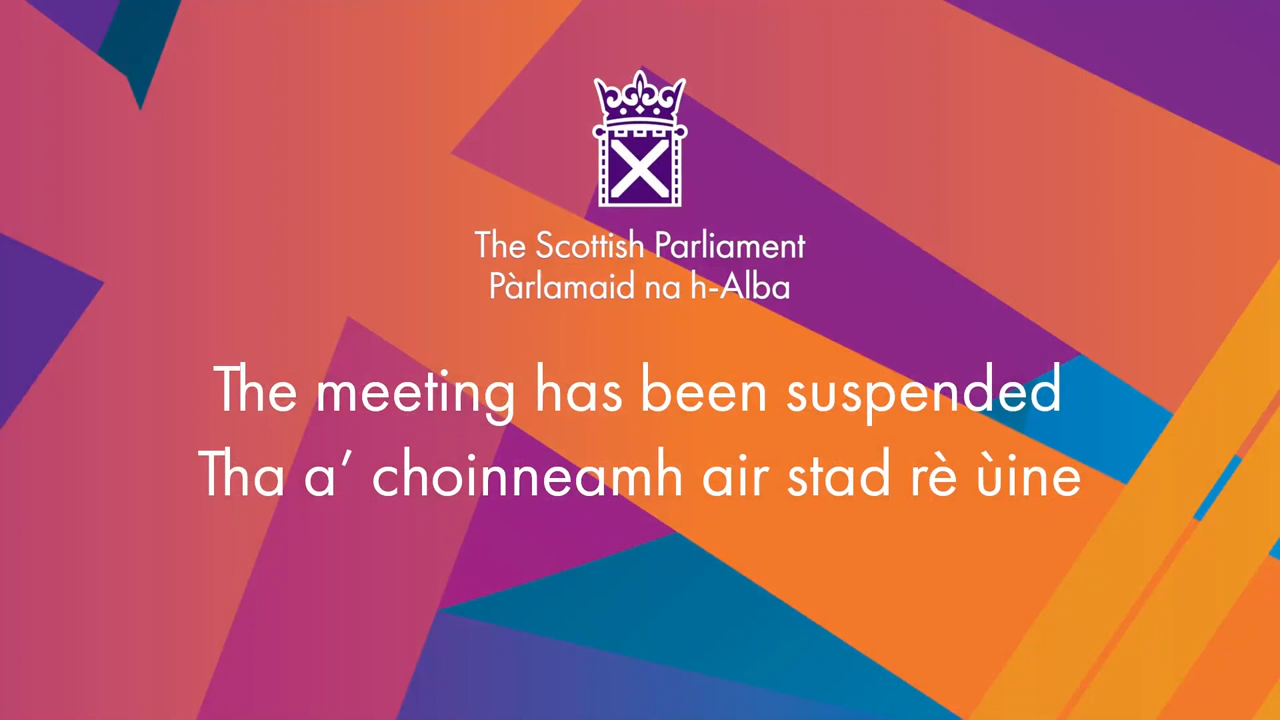 The Scottish Parliament
Pàrlamaid na h-Alba
The meeting has been suspended
Tha a’ choinneamh air stad rè ùine